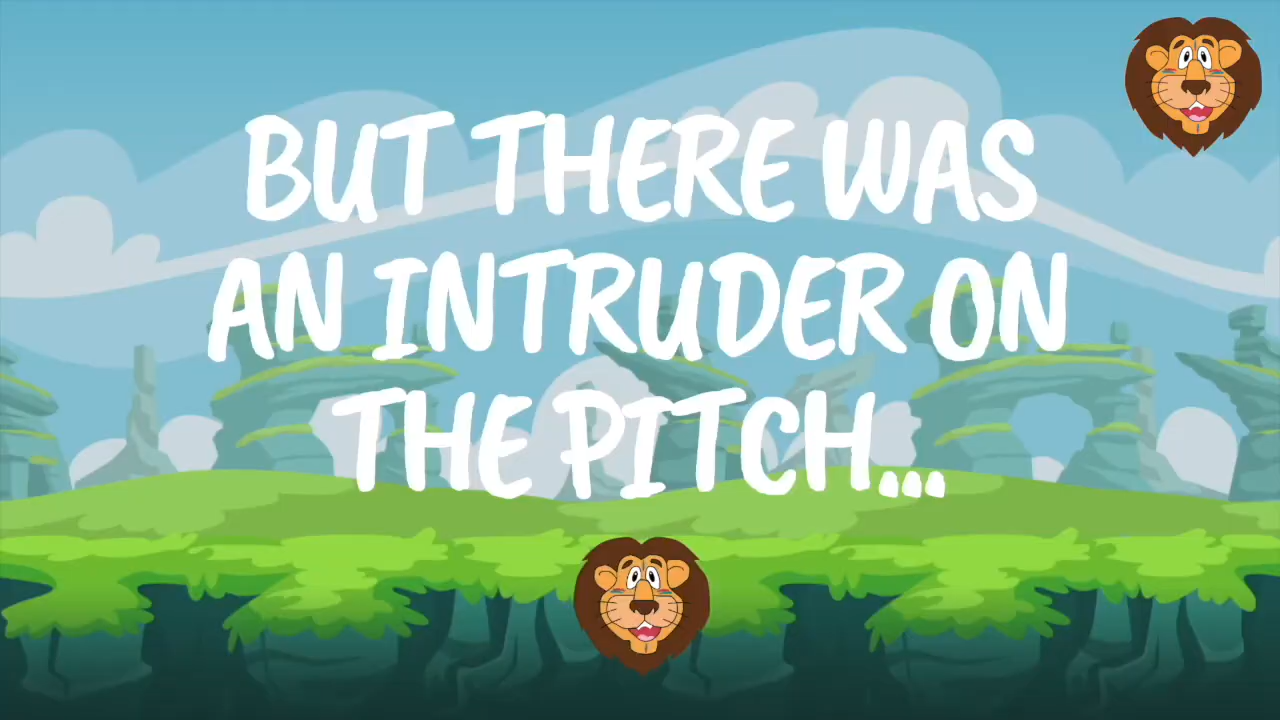 BUT THERE WAS
AN INTRUDER ON
THE PITCH...